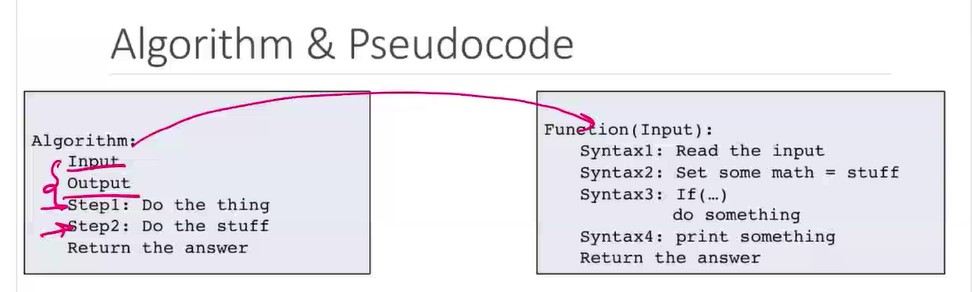 Algorithm & Pseudocode
Algorithm:
Input
Output
Step1: Do the thing
Step2: Do the stuff
Return the answer
Function(Input):
Syntax1: Read the input
Syntax2: Set some math = stuff
Syntax3: If(…)
do something
Syntax4: print something
Return the answer